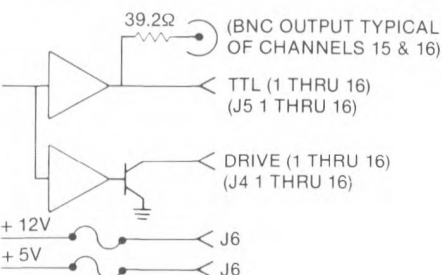 39.2Ω
(BNC OUTPUT TYPICAL
OF CHANNELS 15 & 16)
TTL (1 THRU 16)
(J5 1 THRU 16)
DRIVE (1 THRU 16)
(J4 1 THRU 16)
+ 12V
J6
+ 5V
J6